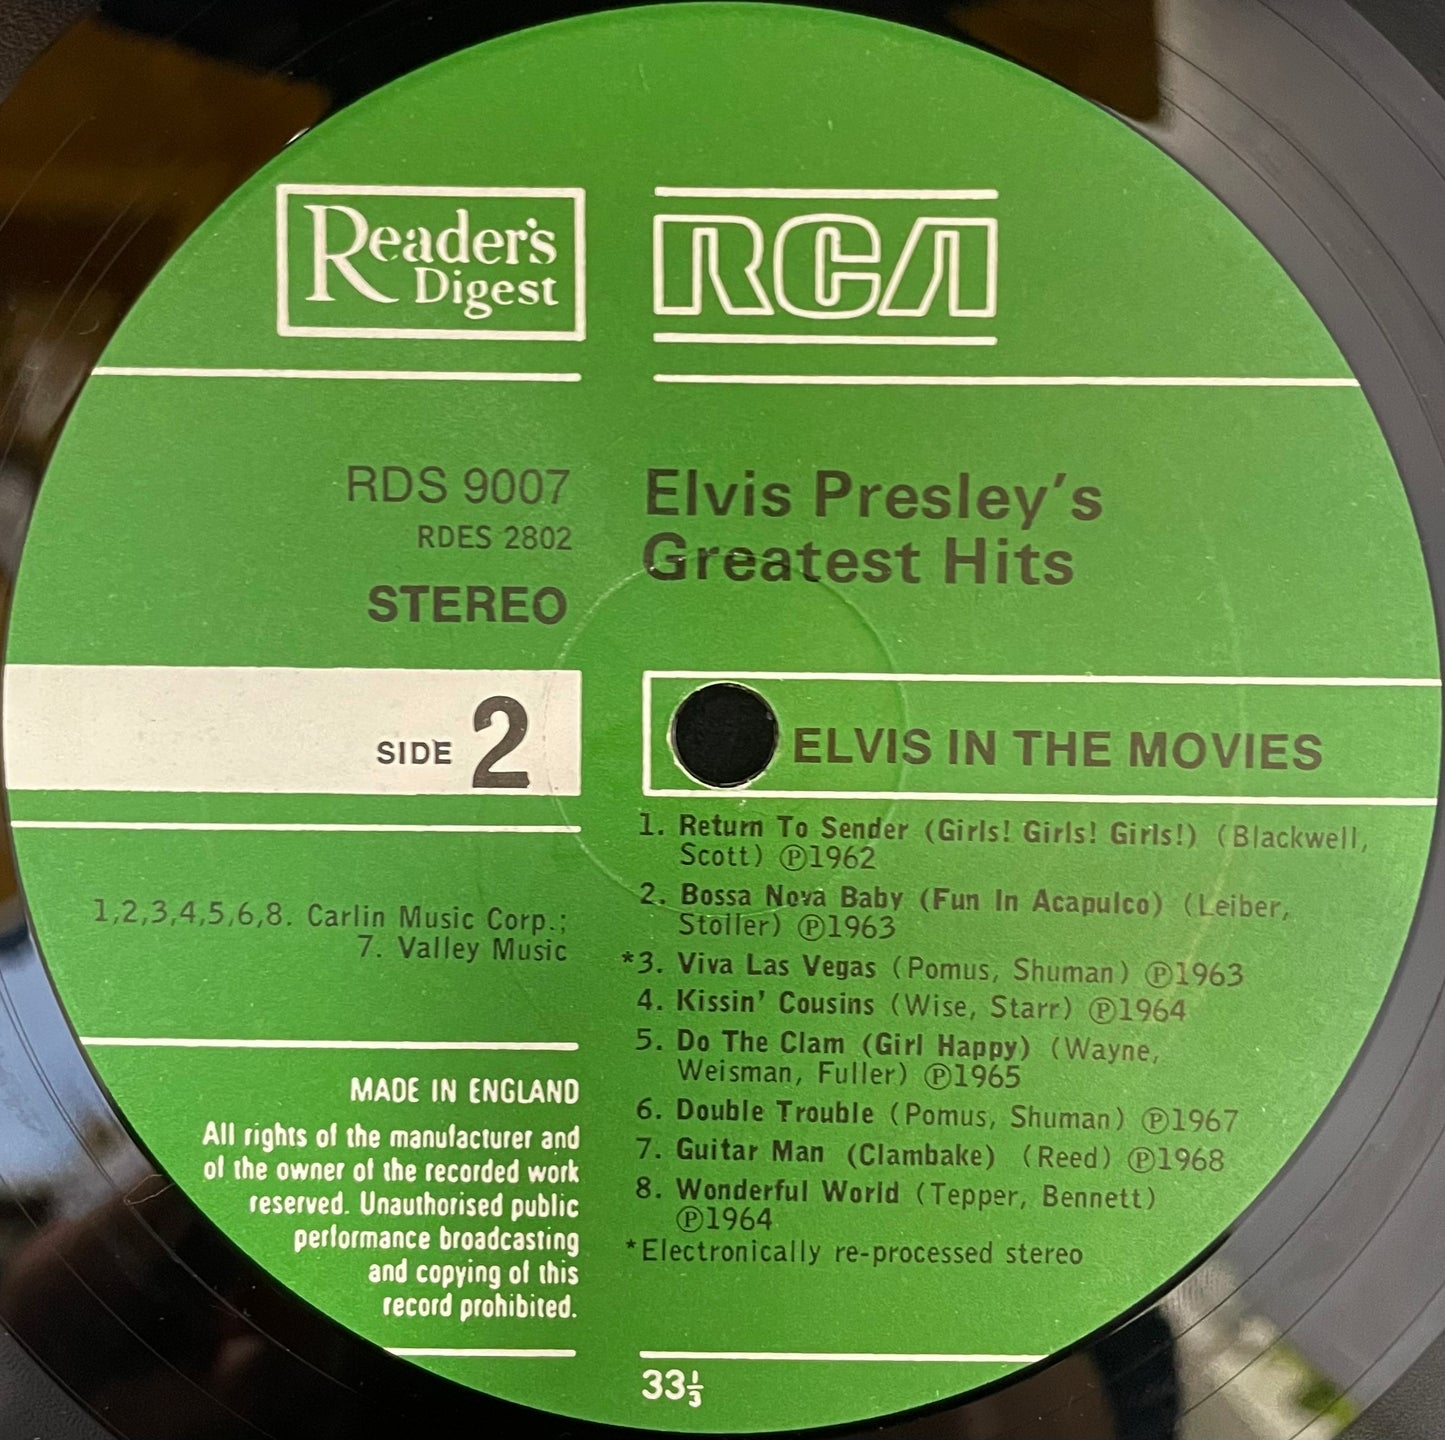 Reader's
Digest
RCA
RDS 9007
RDES 2802
STEREO
Elvis Presley's
Greatest Hits
SIDE 2
ELVIS IN THE MOVIES
1. Return To Sender (Girls! Girls! Girls!) (Blackwell,
Scott) ℗1962
2. Bossa Nova Baby (Fun In Acapulco) (Leiber,
Stoller) ℗1963
*3. Viva Las Vegas (Pomus, Shuman) ℗1963
4. Kissin' Cousins (Wise, Starr) ℗1964
5. Do The Clam (Girl Happy) (Wayne,
Weisman, Fuller) ℗1965
6. Double Trouble (Pomus, Shuman) ℗1967
7. Guitar Man (Clambake) (Reed) ℗1968
8. Wonderful World (Tepper, Bennett)
℗1964
*Electronically re-processed stereo
1,2,3,4,5,6,8. Carlin Music Corp.;
7. Valley Music
MADE IN ENGLAND
All rights of the manufacturer and
of the owner of the recorded work
reserved. Unauthorised public
performance broadcasting
and copying of this
record prohibited.
33⅓